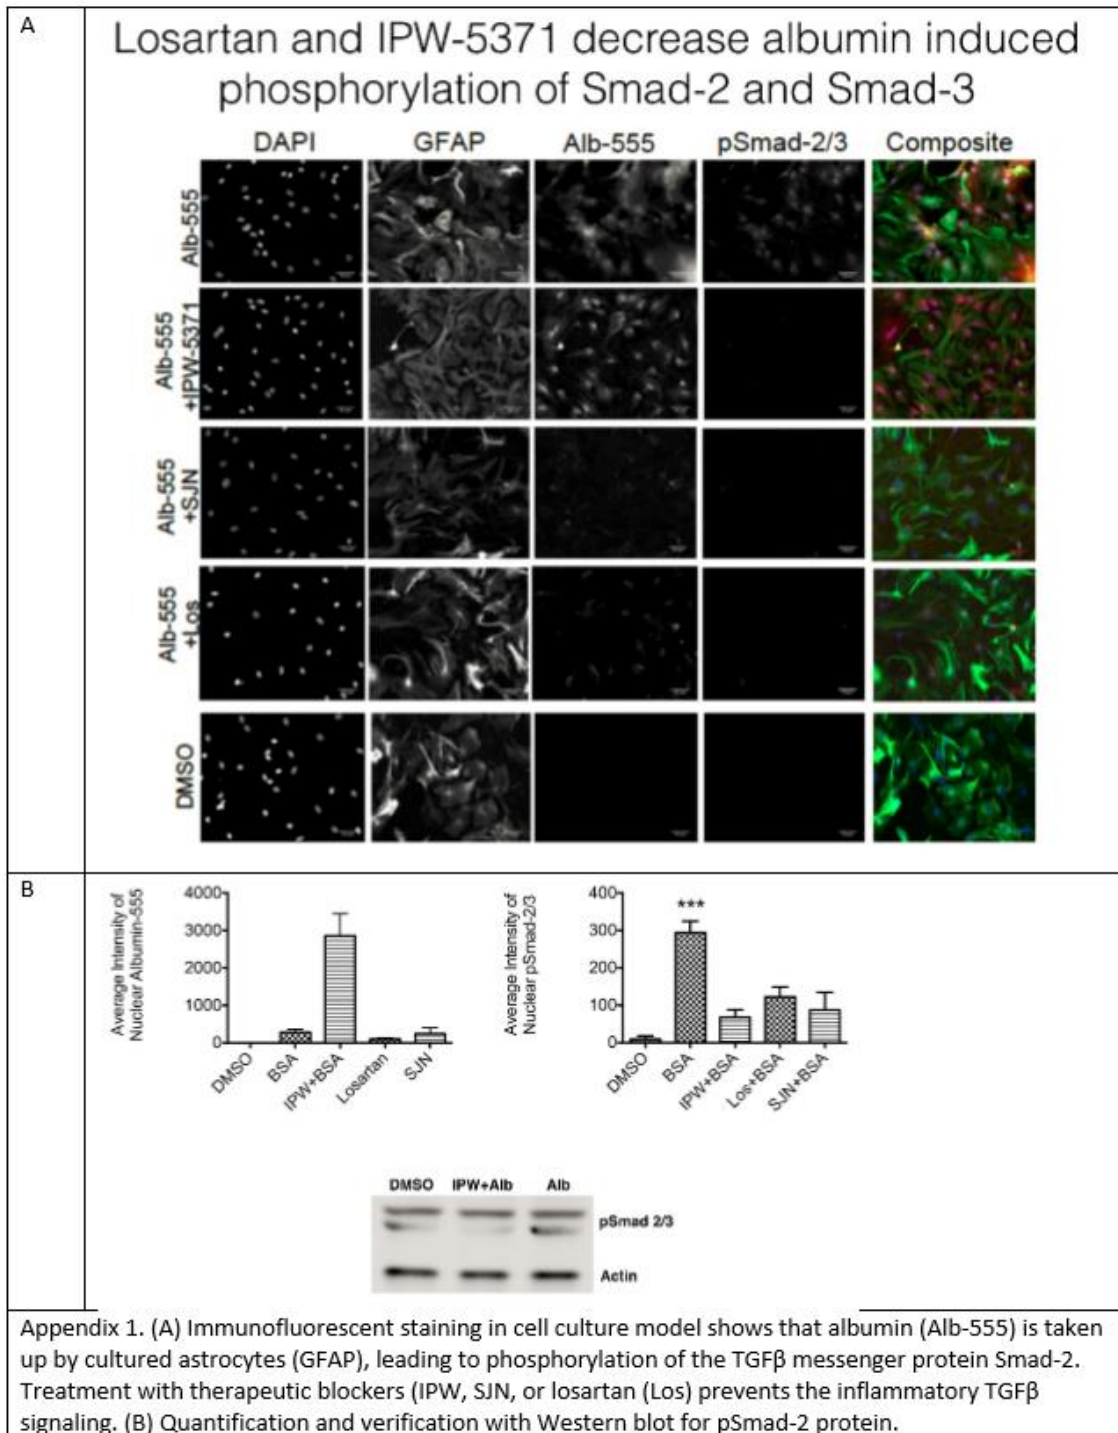 A
Losartan and IPW-5371 decrease albumin induced
phosphorylation of Smad-2 and Smad-3
DAPI GFAP Alb-555 pSmad-2/3 Composite
Alb-555
Alb-555
+IPW-5371
Alb-555
+SJN
Alb-555
+Los
DMSO
B
Average Intensity of
Nuclear Albumin-555
4000
3000
2000
1000
0
DMSO BSA IPW+BSA Losartan SJN
Average Intensity of
Nuclear pSmad-2/3
400
300
200
100
0
***
DMSO BSA IPW+BSA Los+BSA SJN+BSA
DMSO IPW+Alb Alb
pSmad 2/3
Actin
Appendix 1. (A) Immunofluorescent staining in cell culture model shows that albumin (Alb-555) is taken
up by cultured astrocytes (GFAP), leading to phosphorylation of the TGFβ messenger protein Smad-2.
Treatment with therapeutic blockers (IPW, SJN, or losartan (Los) prevents the inflammatory TGFβ
signaling. (B) Quantification and verification with Western blot for pSmad-2 protein.